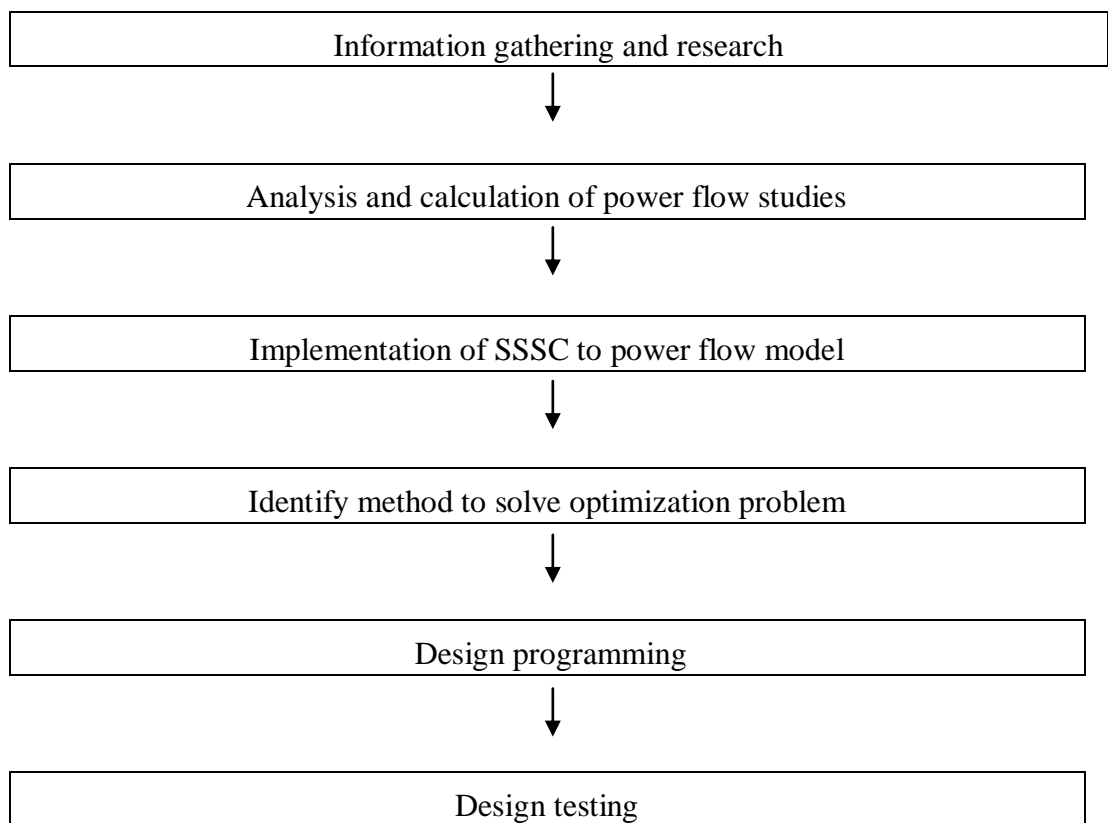 Information gathering and research
Analysis and calculation of power flow studies
Implementation of SSSC to power flow model
Identify method to solve optimization problem
Design programming
Design testing